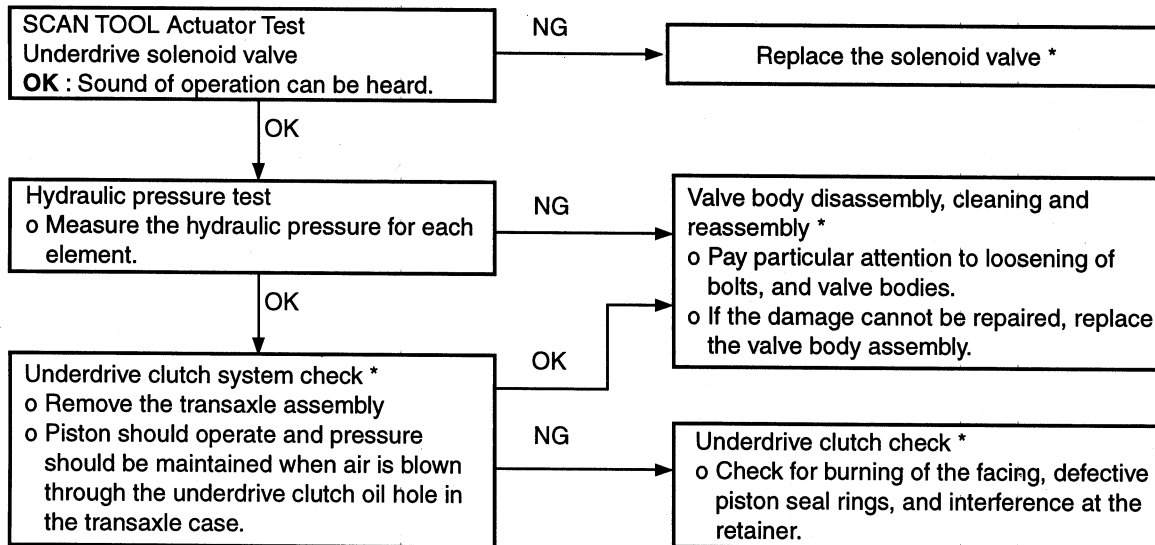 SCAN TOOL Actuator Test
Underdrive solenoid valve
OK : Sound of operation can be heard.
NG
Replace the solenoid valve *
OK
Hydraulic pressure test
o Measure the hydraulic pressure for each
element.
NG
Valve body disassembly, cleaning and
reassembly *
o Pay particular attention to loosening of
bolts, and valve bodies.
o If the damage cannot be repaired, replace
the valve body assembly.
OK
Underdrive clutch system check *
o Remove the transaxle assembly
o Piston should operate and pressure
should be maintained when air is blown
through the underdrive clutch oil hole in
the transaxle case.
OK
NG
Underdrive clutch check *
o Check for burning of the facing, defective
piston seal rings, and interference at the
retainer.